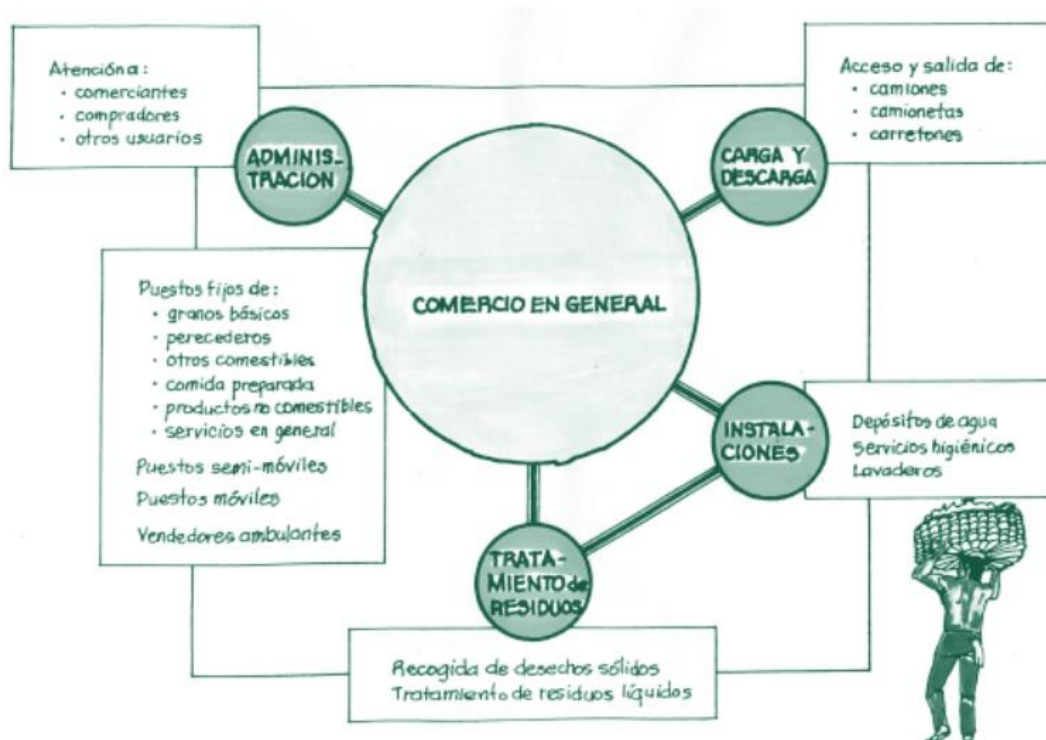 Atención a:
• comerciantes
• compradores
• otros usuarios
ADMINIS-
TRACION
Acceso y salida de:
• camiones
• camionetas
• carretones
CARGA Y
DESCARGA
COMERCIO EN GENERAL
Puestos fijos de:
• granos básicos
• perecederos
• otros comestibles
• comida preparada
• productos no comestibles
• servicios en general
Puestos semi-móviles
Puestos móviles
Vendedores ambulantes
INSTALA-
CIONES
Depósitos de agua
Servicios higiénicos
Lavaderos
TRATA-
MIENTO de
RESIDUOS
Recogida de desechos sólidos
Tratamiento de residuos líquidos